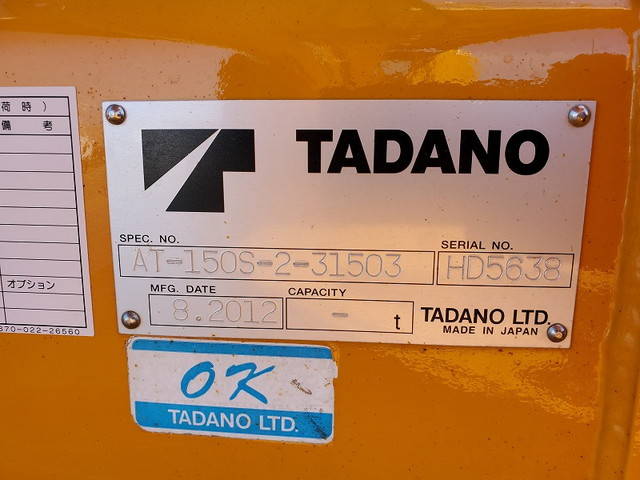 荷時)
備 考
オプション
370-022-26560
TADANO
SPEC. NO.
AT-150S-2-31503
SERIAL NO.
HD5638
MFG. DATE
8.2012
CAPACITY
- t
TADANO LTD.
MADE IN JAPAN
OK
TADANO LTD.